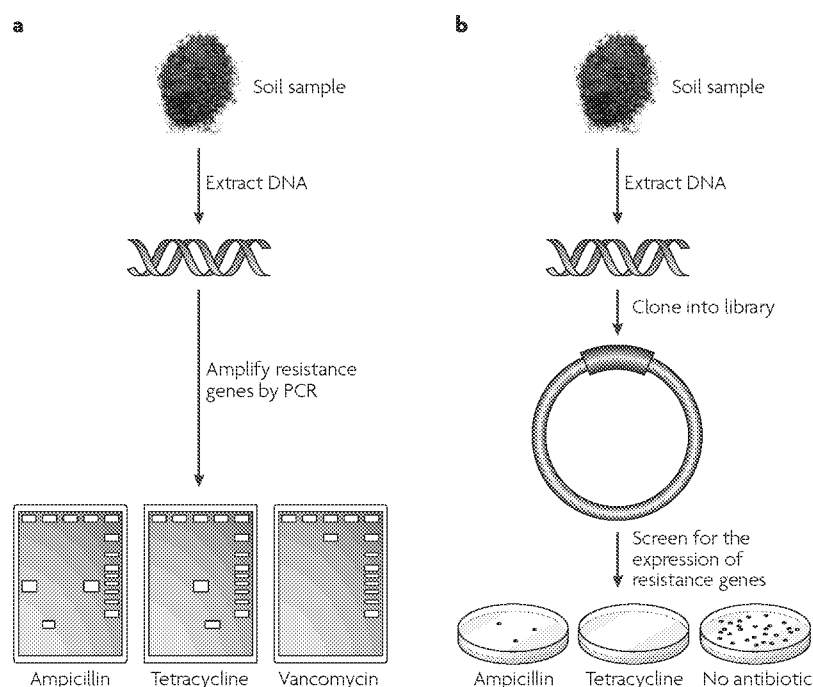 a
Soil sample
Extract DNA
Amplify resistance
genes by PCR
Ampicillin
Tetracycline
Vancomycin
b
Soil sample
Extract DNA
Clone into library
Screen for the
expression of
resistance genes
Ampicillin
Tetracycline
No antibiotic